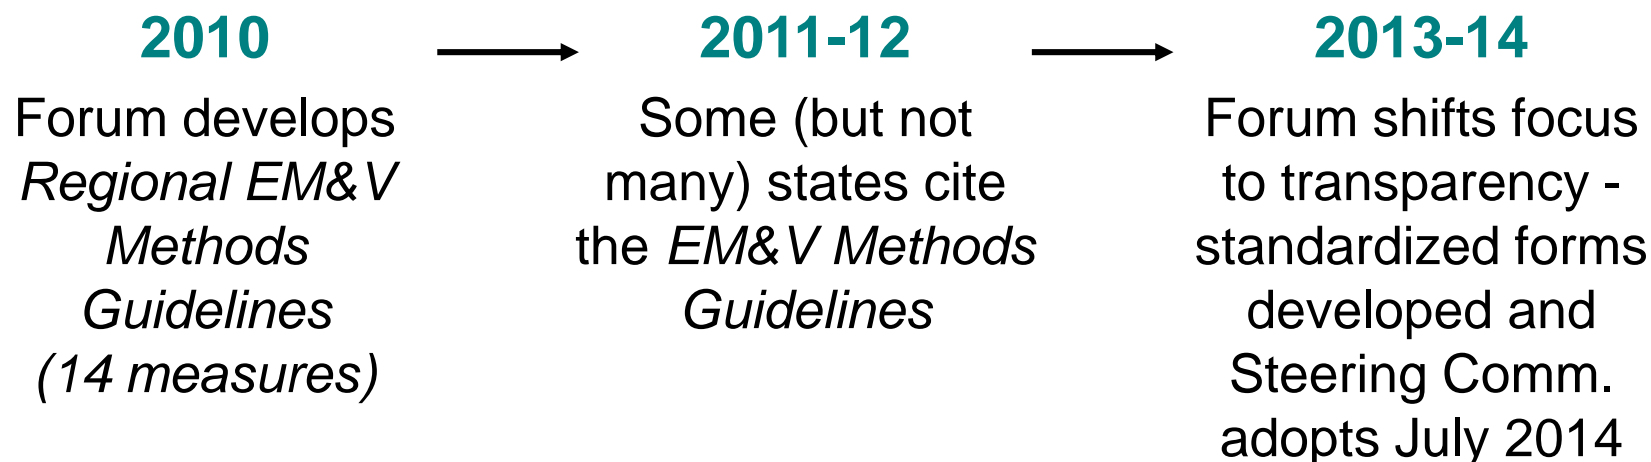 2010
Forum develops
Regional EM&V
Methods
Guidelines
(14 measures)
2011-12
Some (but not
many) states cite
the EM&V Methods
Guidelines
2013-14
Forum shifts focus
to transparency -
standardized forms
developed and
Steering Comm.
adopts July 2014